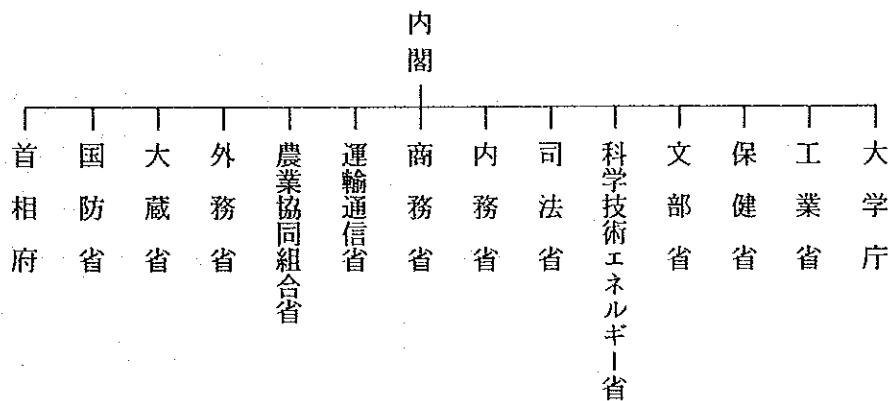 内閣
首相府
国防省
大蔵省
外務省
農業協同組合省
運輸通信省
商務省
内務省
司法省
科学技術エネルギー省
文部省
保健省
工業省
大学庁